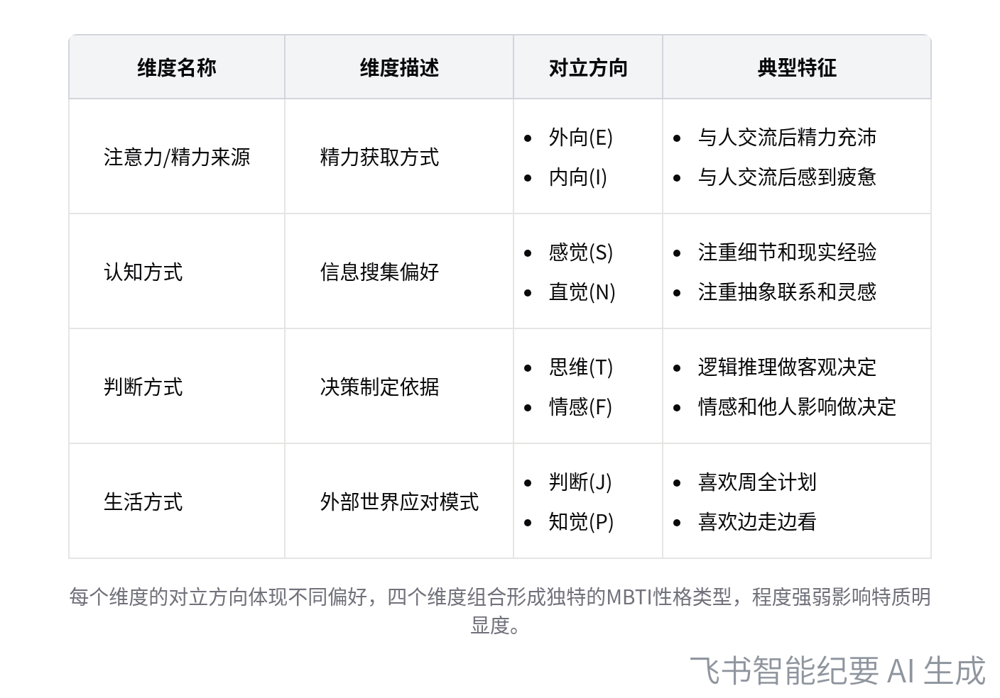 维度名称 维度描述 对立方向 典型特征
注意力/精力来源 精力获取方式
• 外向(E) • 与人交流后精力充沛
• 内向(I) • 与人交流后感到疲惫
认知方式 信息搜集偏好
• 感觉(S) • 注重细节和现实经验
• 直觉(N) • 注重抽象联系和灵感
判断方式 决策制定依据
• 思维(T) • 逻辑推理做客观决定
• 情感(F) • 情感和他人影响做决定
生活方式 外部世界应对模式
• 判断(J) • 喜欢周全计划
• 知觉(P) • 喜欢边走边看
每个维度的对立方向体现不同偏好，四个维度组合形成独特的MBTI性格类型，程度强弱影响特质明
显度。
飞书智能纪要 AI 生成